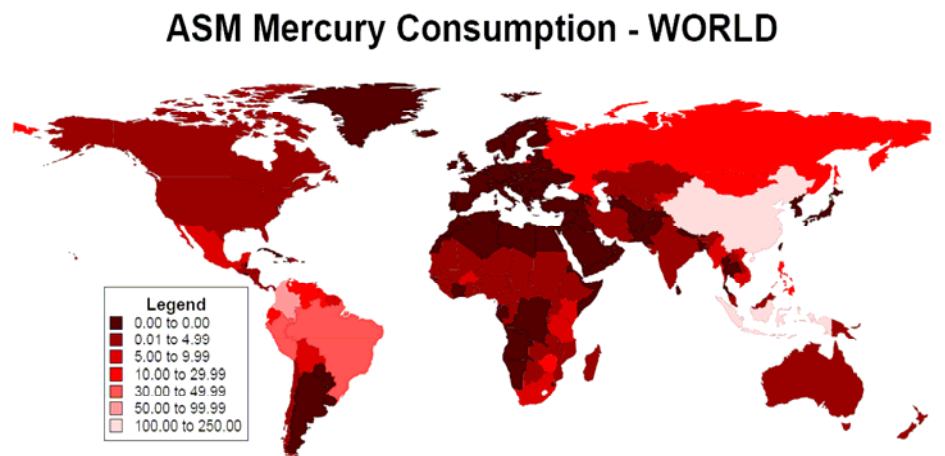 ASM Mercury Consumption - WORLD
Legend
0.00 to 0.00
0.01 to 4.99
5.00 to 9.99
10.00 to 29.99
30.00 to 49.99
50.00 to 99.99
100.00 to 250.00